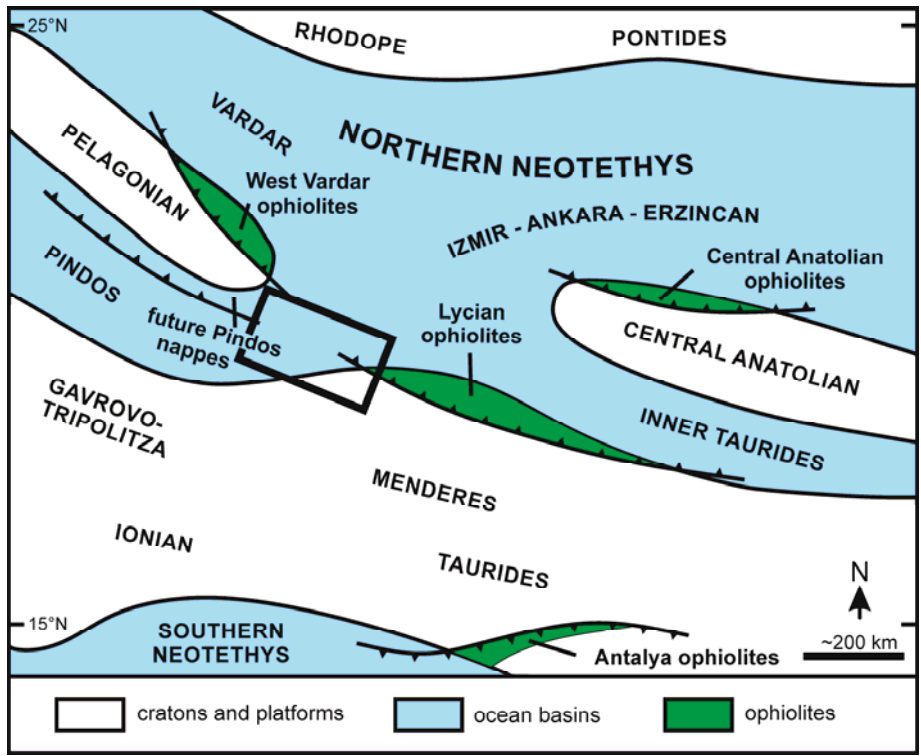 25°N
RHODOPE
PONTIDES
VARDAR
NORTHERN NEOTETHYS
PELAGONIAN
West Vardar
ophiolites
IZMIR - ANKARA - ERZINCAN
Central Anatolian
ophiolites
PINDOS
future Pindos
nappes
Lycian
ophiolites
CENTRAL ANATOLIAN
GAVROVO-
TRIPOLITZA
INNER TAURIDES
MENDERES
IONIAN
TAURIDES
N
15°N
SOUTHERN
NEOTETHYS
Antalya ophiolites
~200 km
cratons and platforms
ocean basins
ophiolites